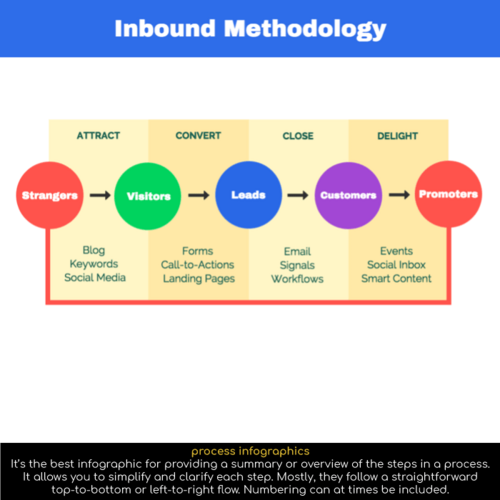 Inbound Methodology
ATTRACT CONVERT CLOSE DELIGHT
Strangers Visitors Leads Customers Promoters
Blog Forms Email Events
Keywords Call-to-Actions Signals Social Inbox
Social Media Landing Pages Workflows Smart Content
process infographics
It's the best infographic for providing a summary or overview of the steps in a process.
It allows you to simplify and clarify each step. Mostly, they follow a straightforward
top-to-bottom or left-to-right flow. Numbering can at times be included.